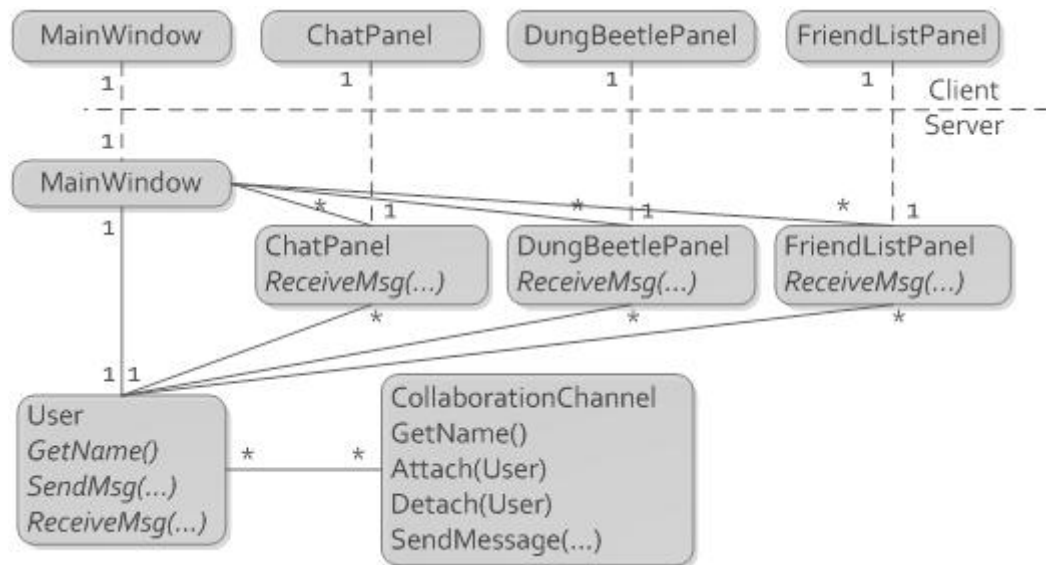 MainWindow
ChatPanel
DungBeetlePanel
FriendListPanel
1
1
1
1
Client
Server
1
MainWindow
1
*
1
*
1
*
1
ChatPanel
ReceiveMsg(...)
DungBeetlePanel
ReceiveMsg(...)
FriendListPanel
ReceiveMsg(...)
*
*
*
1
1
User
GetName()
SendMsg(...)
ReceiveMsg(...)
*
*
CollaborationChannel
GetName()
Attach(User)
Detach(User)
SendMessage(...)